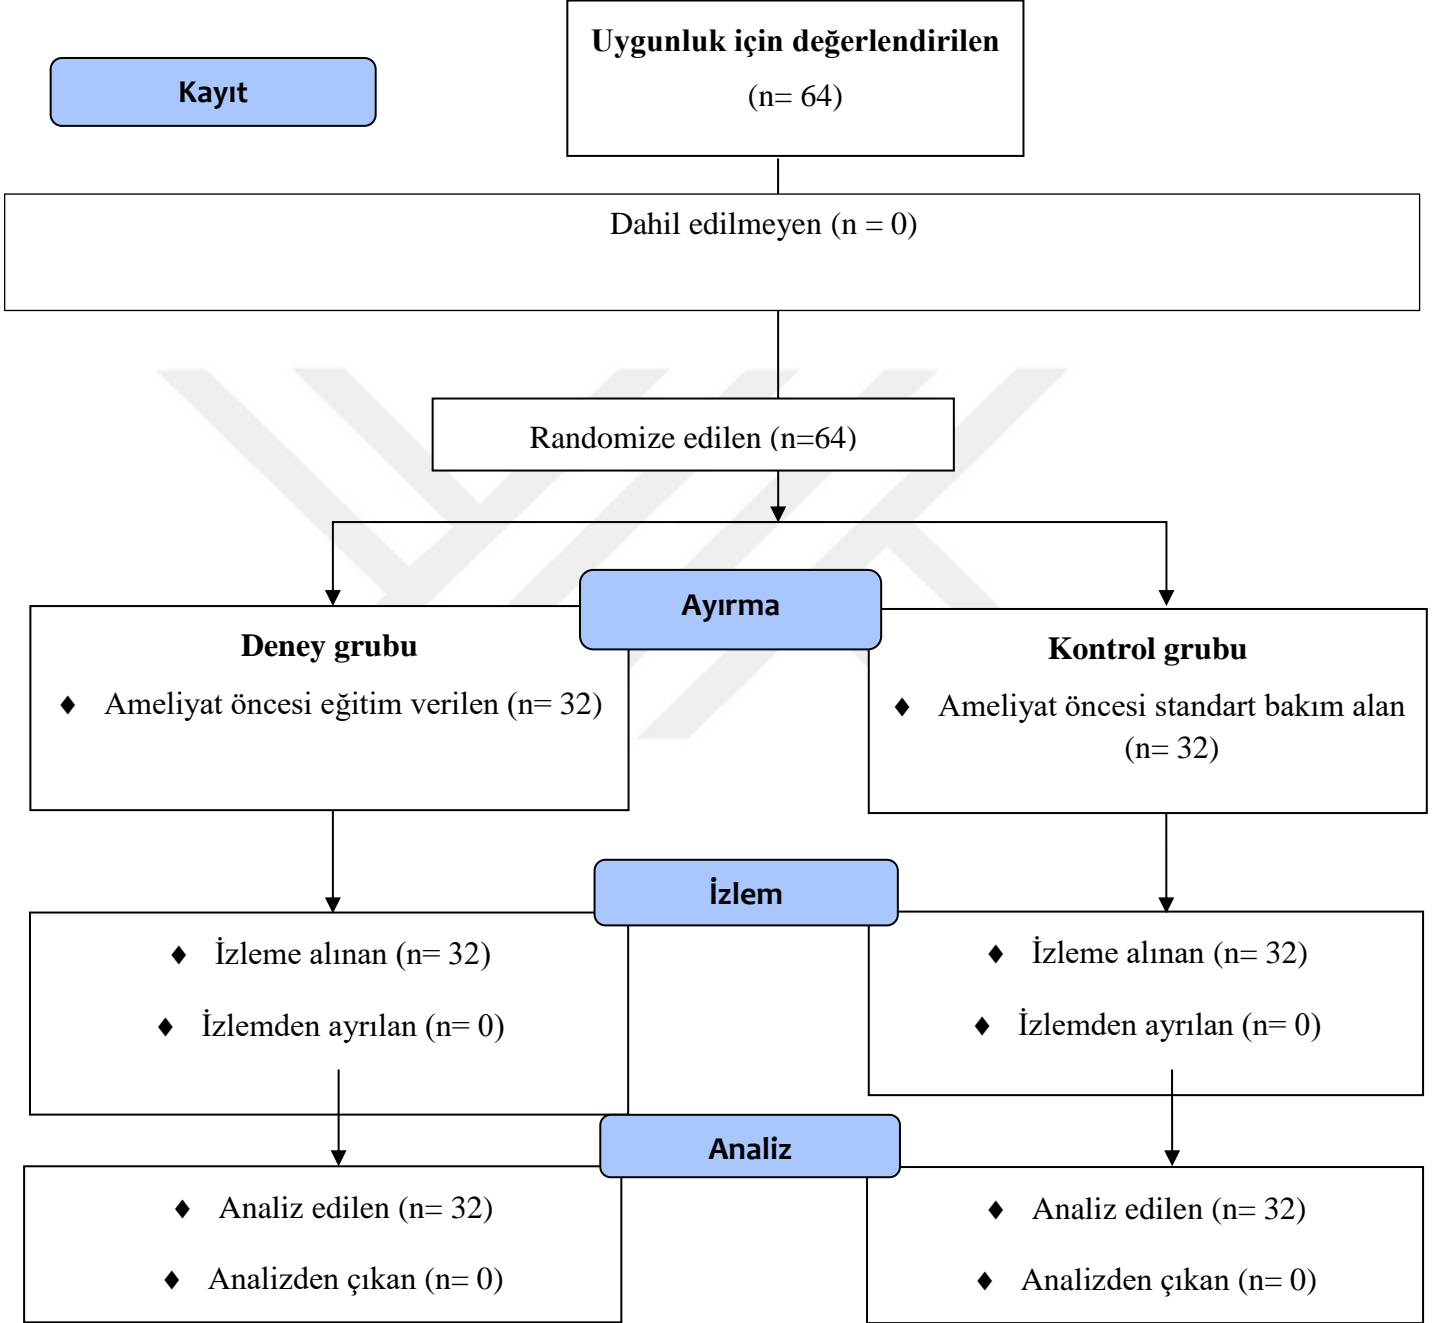 Uygunluk için değerlendirilen
(n= 64)
Kayıt
Dahil edilmeyen (n = 0)
Randomize edilen (n=64)
Ayırma
Deney grubu
♦ Ameliyat öncesi eğitim verilen (n= 32)
Kontrol grubu
♦ Ameliyat öncesi standart bakım alan
(n= 32)
İzlem
♦ İzleme alınan (n= 32)
♦ İzlemden ayrılan (n= 0)
♦ İzleme alınan (n= 32)
♦ İzlemden ayrılan (n= 0)
Analiz
♦ Analiz edilen (n= 32)
♦ Analizden çıkan (n= 0)
♦ Analiz edilen (n= 32)
♦ Analizden çıkan (n= 0)